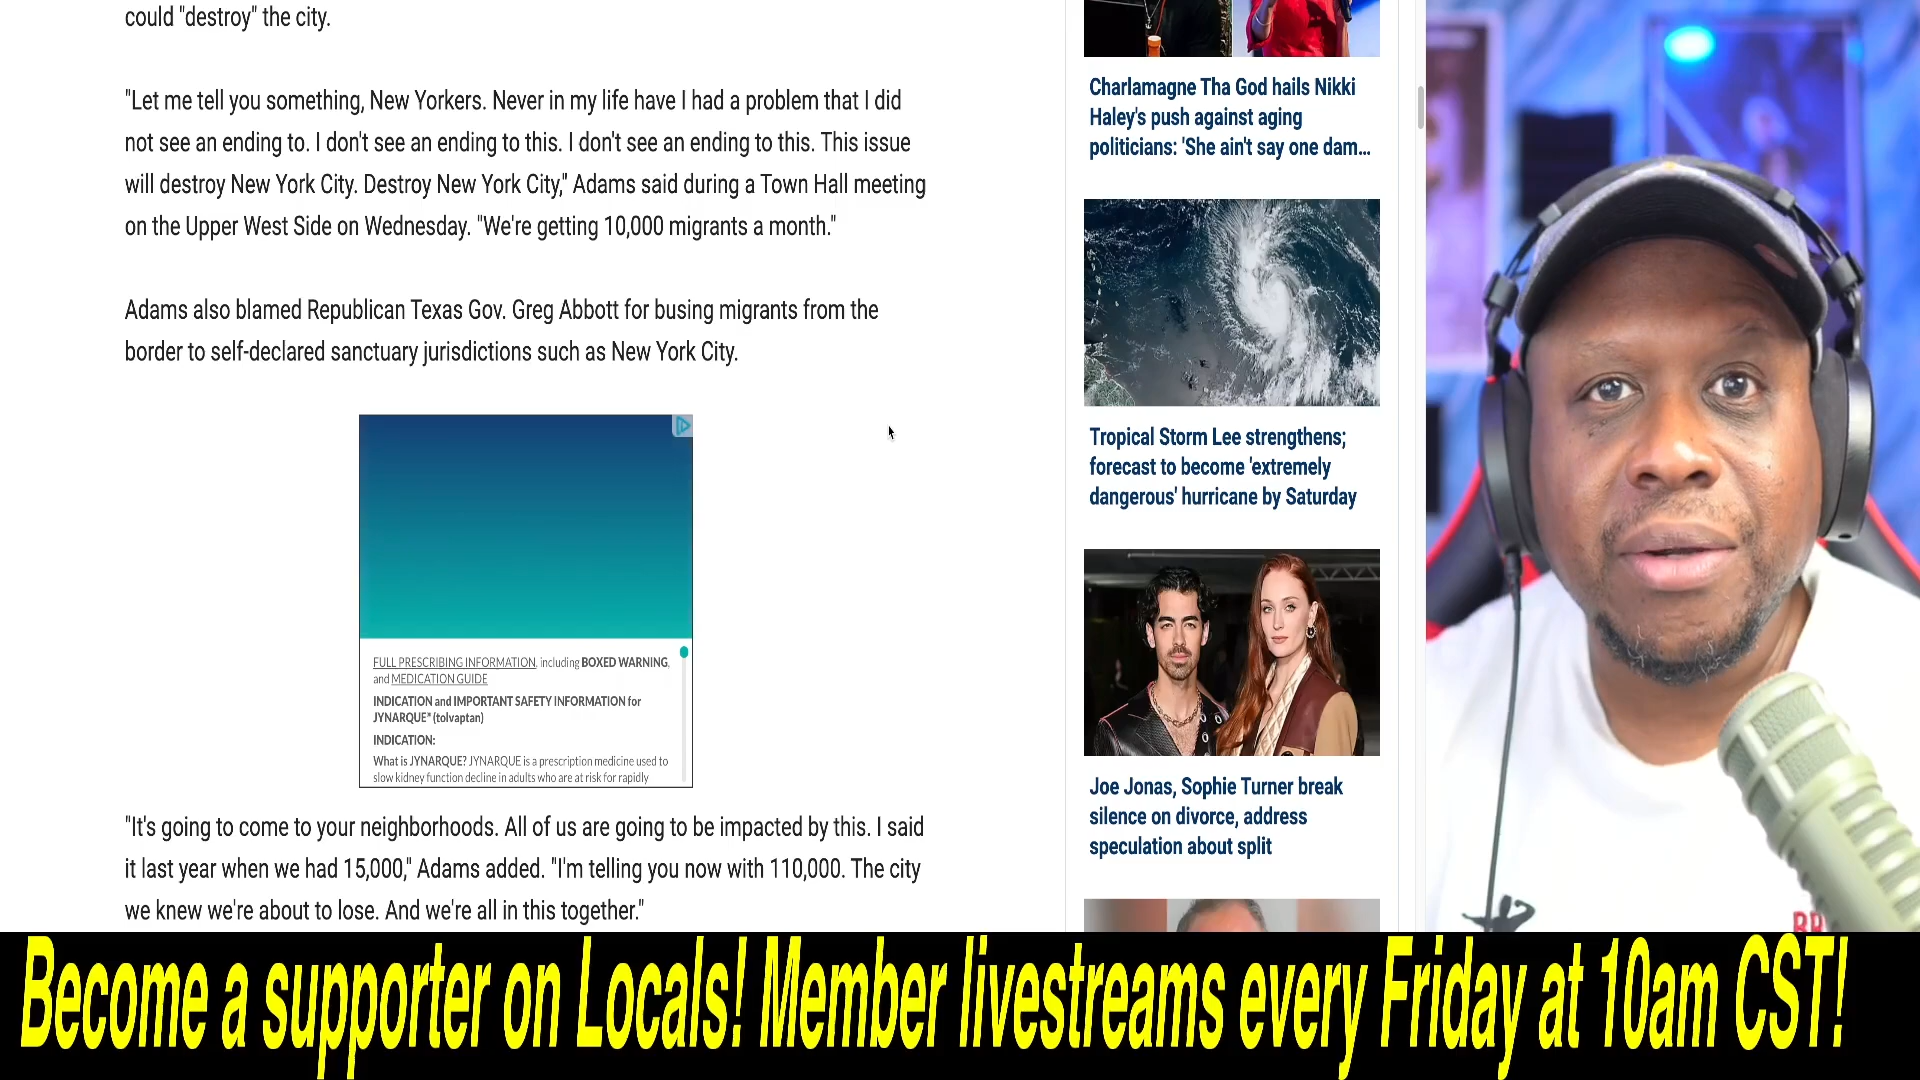 could "destroy" the city.
"Let me tell you something, New Yorkers. Never in my life have I had a problem that I did
not see an ending to. I don't see an ending to this. I don't see an ending to this. This issue
will destroy New York City. Destroy New York City," Adams said during a Town Hall meeting
on the Upper West Side on Wednesday. "We're getting 10,000 migrants a month."
Adams also blamed Republican Texas Gov. Greg Abbott for busing migrants from the
border to self-declared sanctuary jurisdictions such as New York City.
FULL PRESCRIBING INFORMATION, including BOXED WARNING,
and MEDICATION GUIDE
INDICATION and IMPORTANT SAFETY INFORMATION for
JYNARQUE® (tolvaptan)
INDICATION:
What is JYNARQUE? JYNARQUE is a prescription medicine used to
slow kidney function decline in adults who are at risk for rapidly
"It's going to come to your neighborhoods. All of us are going to be impacted by this. I said
it last year when we had 15,000," Adams added. "I'm telling you now with 110,000. The city
we knew we're about to lose. And we're all in this together."
Charlamagne Tha God hails Nikki
Haley's push against aging
politicians: 'She ain't say one dam...
Tropical Storm Lee strengthens;
forecast to become 'extremely
dangerous' hurricane by Saturday
Joe Jonas, Sophie Turner break
silence on divorce, address
speculation about split
Become a supporter on Locals! Member livestreams every Friday at 10am CST!